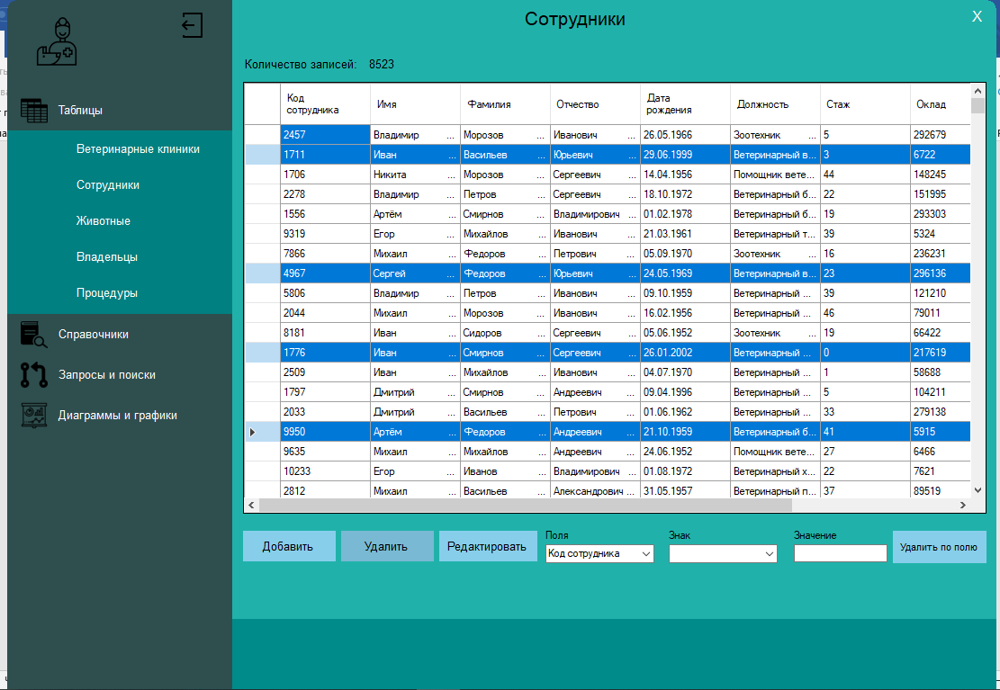 Сотрудники
X
Количество записей: 8523
Таблицы
Ветеринарные клиники
Сотрудники
Животные
Владельцы
Процедуры
Справочники
Запросы и поиски
Диаграммы и графики
Код сотрудника Имя Фамилия Отчество Дата рождения Должность Стаж Оклад
2457 Владимир ... Морозов ... Иванович ... 26.05.1966 Зоотехник ... 5 292679
1711 Иван ... Васильев ... Юрьевич ... 29.06.1999 Ветеринарный в... 3 6722
1706 Никита ... Морозов ... Сергеевич ... 14.04.1956 Помощник вете... 44 148245
2278 Владимир ... Петров ... Сергеевич ... 18.10.1972 Ветеринарный б... 22 151995
1556 Артём ... Смирнов ... Владимирович ... 01.02.1978 Ветеринарный б... 19 293303
9319 Егор ... Михайлов ... Иванович ... 21.03.1961 Ветеринарный т... 39 5324
7866 Михаил ... Федоров ... Петрович ... 05.09.1970 Зоотехник ... 16 236231
4967 Сергей ... Федоров ... Юрьевич ... 24.05.1969 Ветеринарный в... 23 296136
5806 Владимир ... Петров ... Иванович ... 09.10.1959 Ветеринарный ... 39 121210
2044 Михаил ... Морозов ... Иванович ... 16.02.1956 Ветеринарный ... 46 79011
8181 Иван ... Сидоров ... Сергеевич ... 05.06.1952 Зоотехник ... 19 66422
1776 Иван ... Смирнов ... Сергеевич ... 26.01.2002 Ветеринарный ... 0 217619
2509 Иван ... Михайлов ... Иванович ... 04.07.1970 Ветеринарный ... 1 58688
1797 Дмитрий ... Смирнов ... Андреевич ... 09.04.1996 Ветеринарный ... 5 104211
2033 Дмитрий ... Васильев ... Петрович ... 01.06.1962 Ветеринарный ... 33 279138
9950 Артём ... Федоров ... Андреевич ... 21.10.1959 Ветеринарный б... 41 5915
9635 Михаил ... Михайлов ... Андреевич ... 24.06.1952 Помощник вете... 27 6466
10233 Егор ... Иванов ... Владимирович ... 01.08.1972 Ветеринарный х... 22 7621
2812 Михаил ... Васильев ... Александрович ... 31.05.1957 Ветеринарный п... 37 89519
Добавить
Удалить
Редактировать
Поля
Код сотрудника
Знак
Значение
Удалить по полю